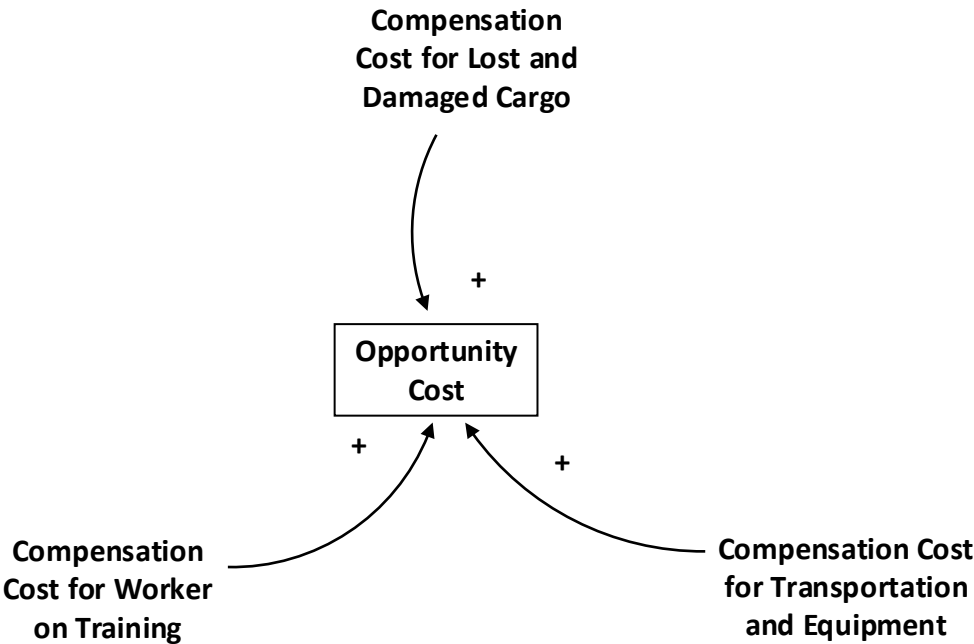 Compensation
Cost for Lost and
Damaged Cargo
+
Opportunity
Cost
+
+
Compensation
Cost for Worker
on Training
Compensation Cost
for Transportation
and Equipment